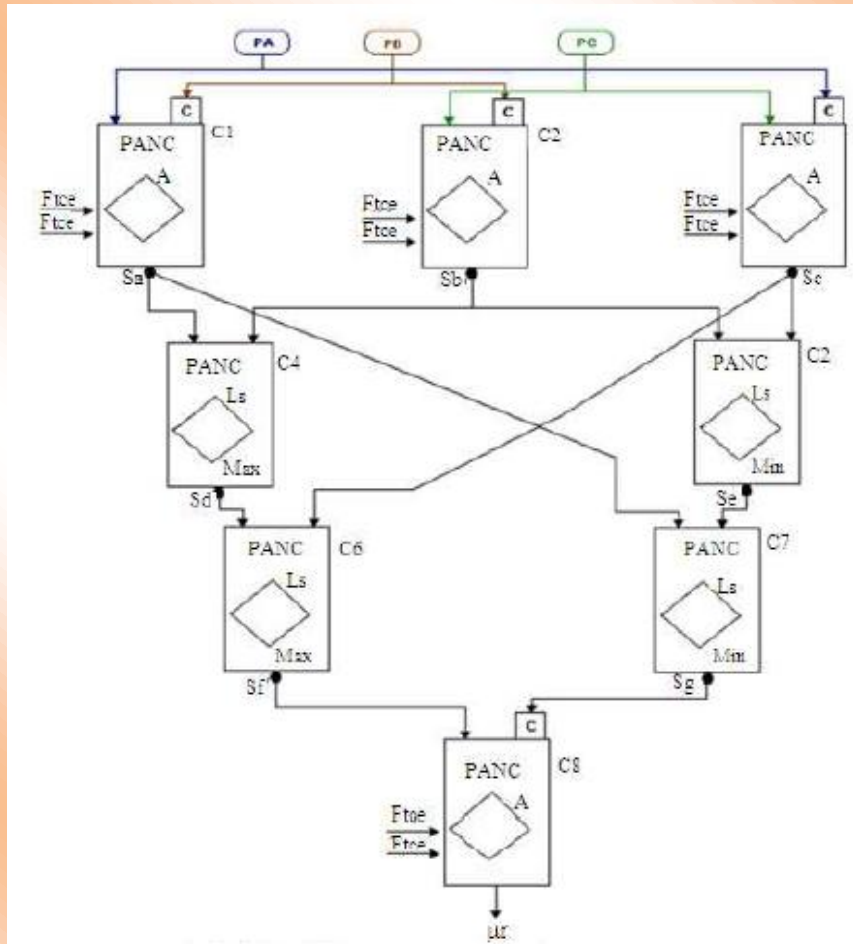 PA PB PC
C C C
C1 C2
PANC PANC PANC
A A A
Ftce Ftce Ftce
Ftce Ftce Ftce
Sa Sb Sc
C4 C2
PANC PANC
Ls Ls
Max Min
Sd Se
C6 C7
PANC PANC
Ls Ls
Max Min
Sf Sg
C
C8
PANC
A
Ftce
Ftce
μr